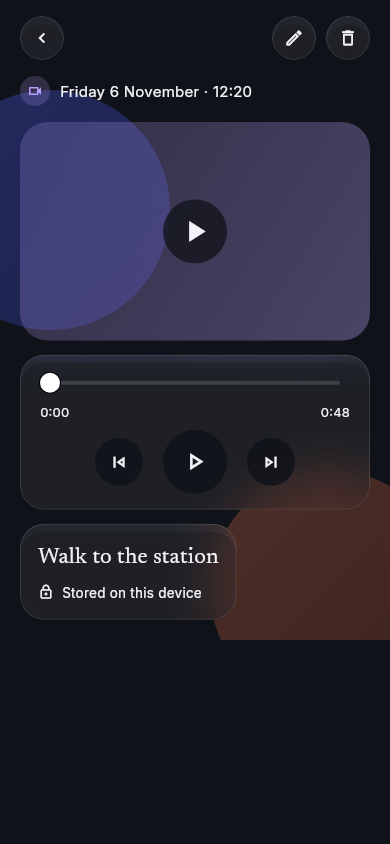 Friday 6 November · 12:20
0:00
0:48
Walk to the station
Stored on this device